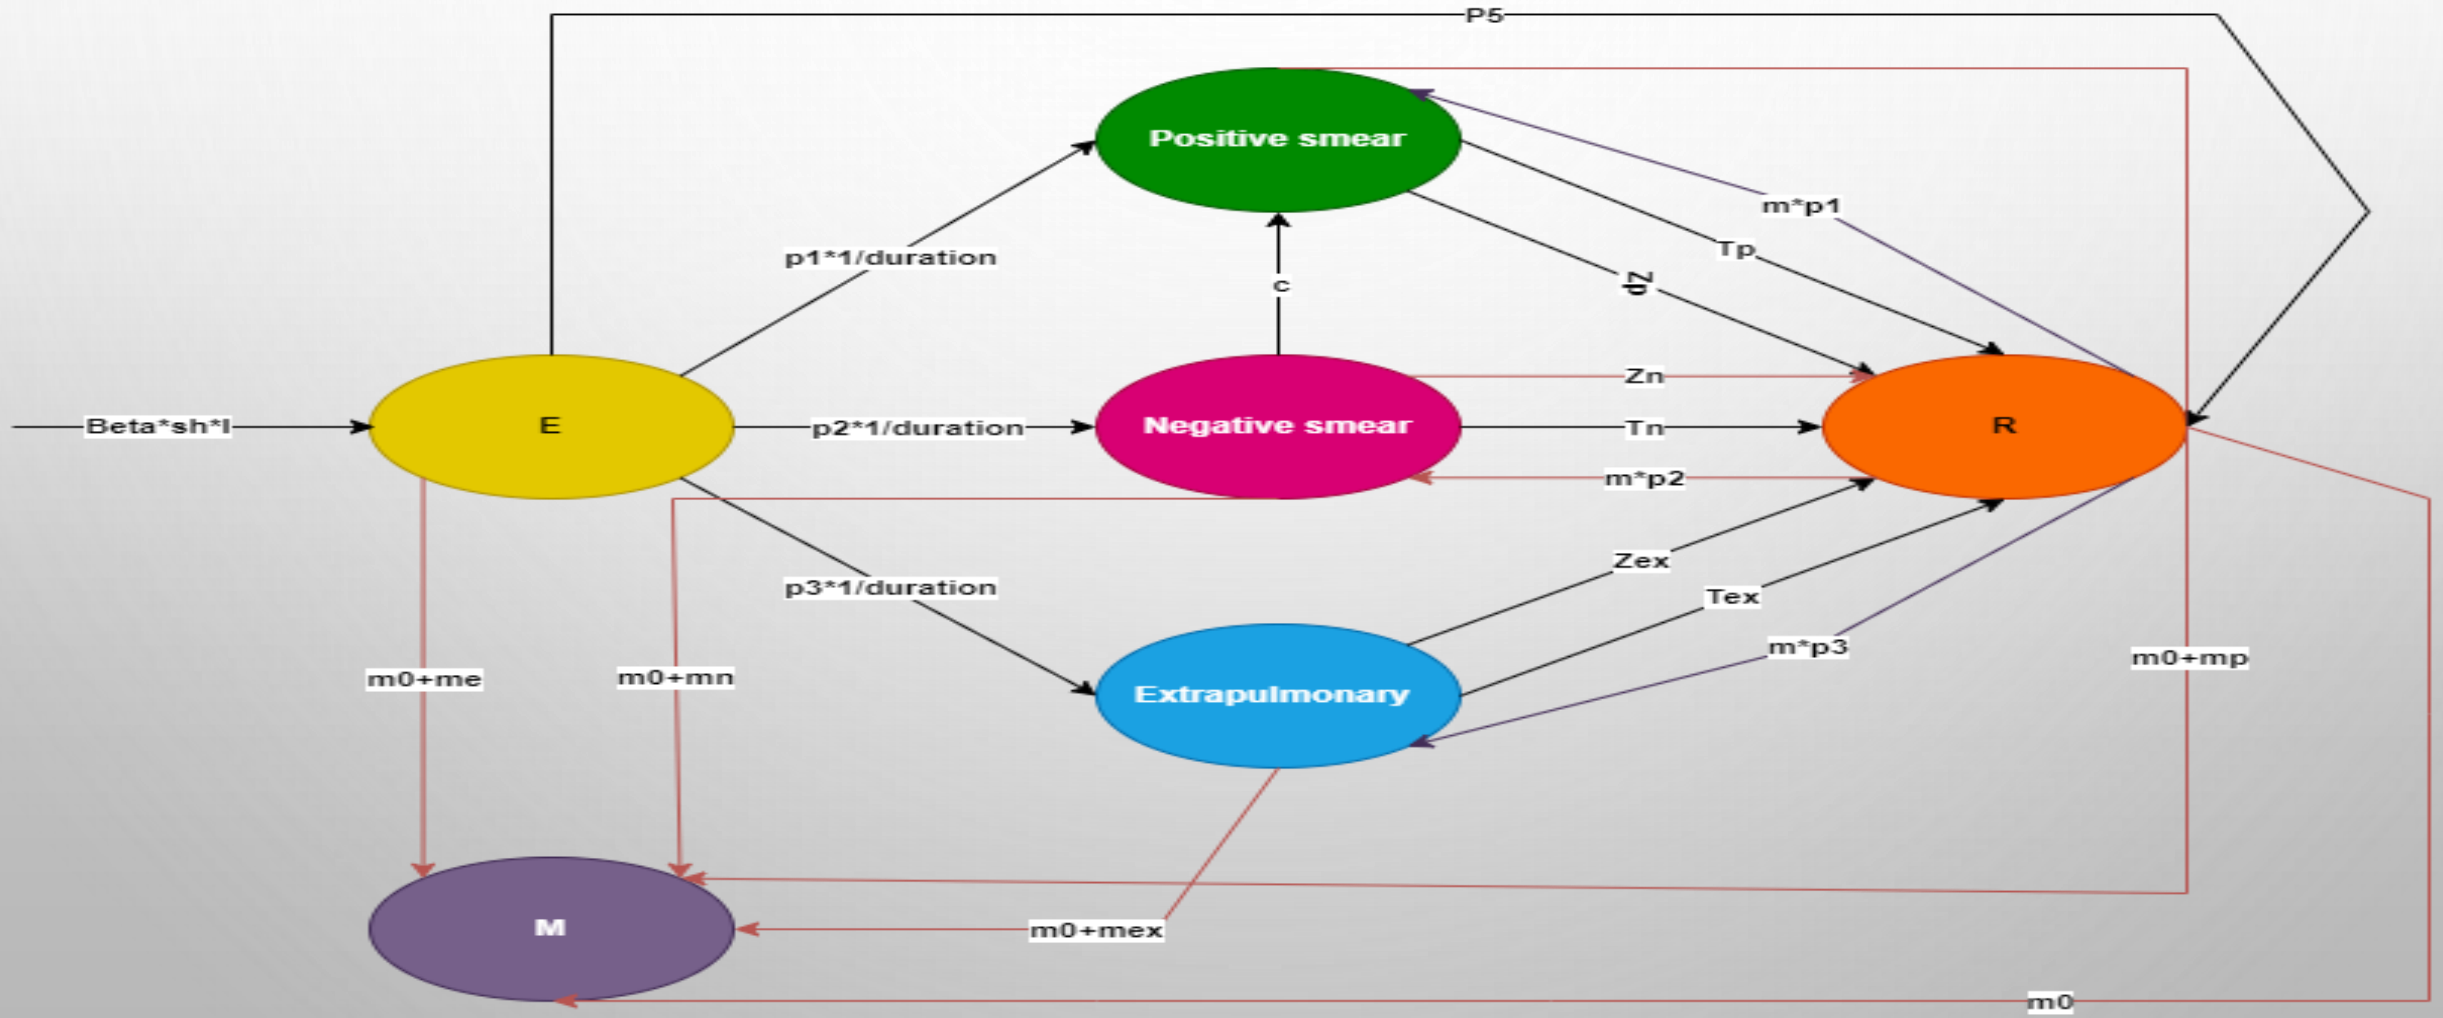 P5
Positive smear
m*p1
Tp
p1*1/duration
c
Zp
Zn
Beta*sh*I
E
p2*1/duration
Negative smear
Tn
R
m*p2
Zex
p3*1/duration
Tex
m*p3
m0+mp
m0+me
m0+mn
Extrapulmonary
M
m0+mex
m0